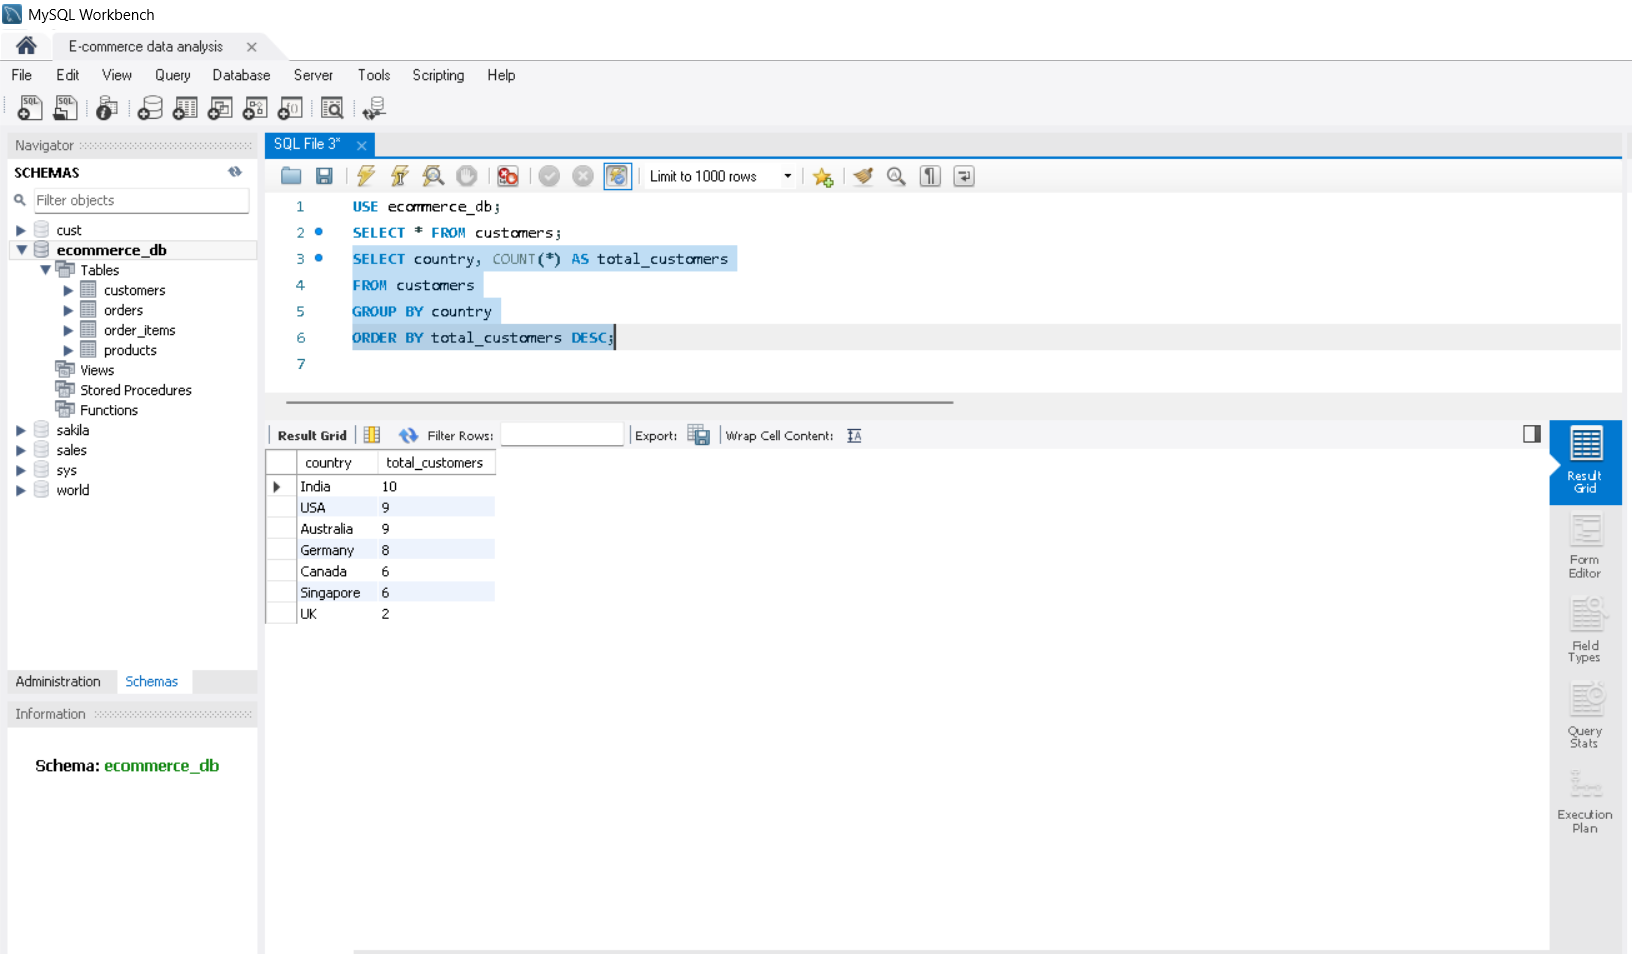 MySQL Workbench
E-commerce data analysis
File Edit View Query Database Server Tools Scripting Help
Navigator
SCHEMAS
Filter objects
cust
ecommerce_db
Tables
customers
orders
order_items
products
Views
Stored Procedures
Functions
sakila
sales
sys
world
Administration Schemas
Information
Schema: ecommerce_db
SQL File 3*
Limit to 1000 rows
1 USE ecommerce_db;
2 SELECT * FROM customers;
3 SELECT country, COUNT(*) AS total_customers
4 FROM customers
5 GROUP BY country
6 ORDER BY total_customers DESC;
7
Result Grid Filter Rows: Export: Wrap Cell Content:
country total_customers
India 10
USA 9
Australia 9
Germany 8
Canada 6
Singapore 6
UK 2
Result
Grid
Form
Editor
Field
Types
Query
Stats
Execution
Plan